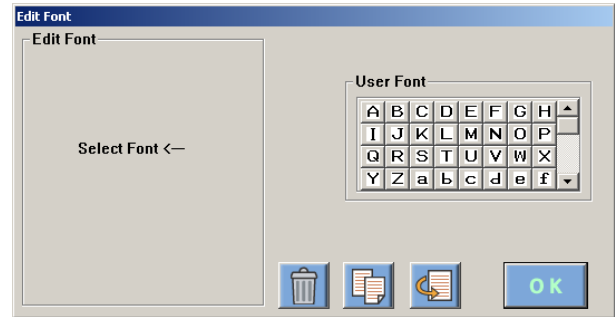 Edit Font
Edit Font
Select Font <—
User Font
A B C D E F G H
I J K L M N O P
Q R S T U V W X
Y Z a b c d e f
OK